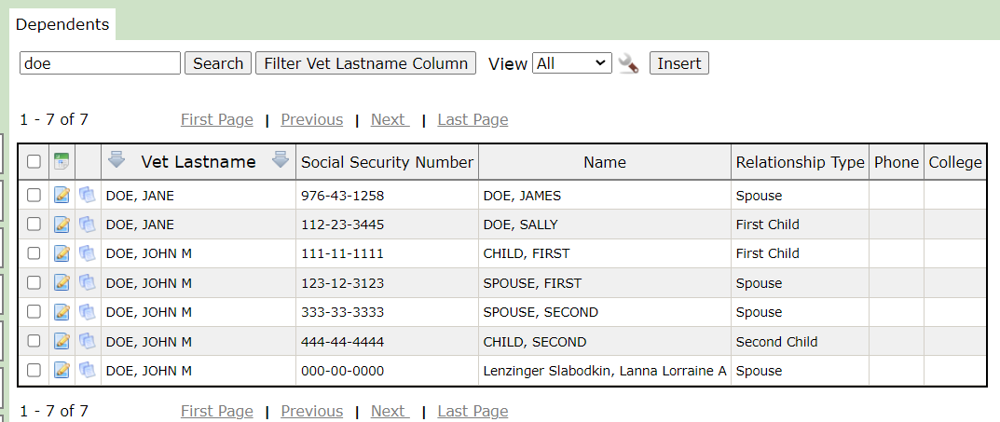 Dependents
doe Search Filter Vet Lastname Column View All Insert
1 - 7 of 7 First Page | Previous | Next | Last Page
Vet Lastname Social Security Number Name Relationship Type Phone College
DOE, JANE 976-43-1258 DOE, JAMES Spouse
DOE, JANE 112-23-3445 DOE, SALLY First Child
DOE, JOHN M 111-11-1111 CHILD, FIRST First Child
DOE, JOHN M 123-12-3123 SPOUSE, FIRST Spouse
DOE, JOHN M 333-33-3333 SPOUSE, SECOND Spouse
DOE, JOHN M 444-44-4444 CHILD, SECOND Second Child
DOE, JOHN M 000-00-0000 Lenzinger Slabodkin, Lanna Lorraine A Spouse
1 - 7 of 7 First Page | Previous | Next | Last Page